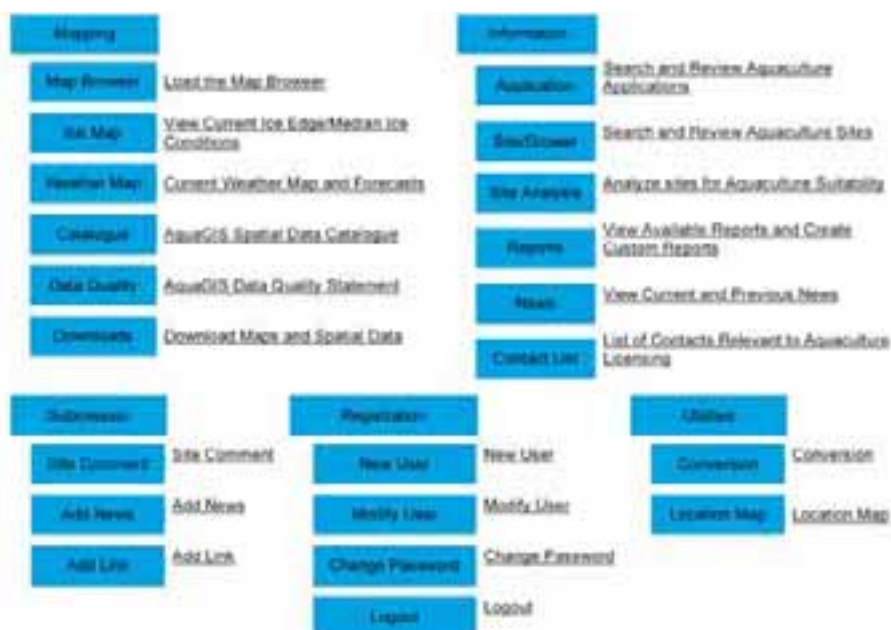 Mapping
Map Browser
Load the Map Browser
Ice Map
View Current Ice Edge/Median Ice
Conditions
Weather Map
Current Weather Map and Forecasts
Catalogue
AquaGIS Spatial Data Catalogue
Data Quality
AquaGIS Data Quality Statement
Downloads
Download Maps and Spatial Data
Information
Application
Search and Review Aquaculture
Applications
Site/Grower
Search and Review Aquaculture Sites
Site Analysis
Analyze sites for Aquaculture Suitability
Reports
View Available Reports and Create
Custom Reports
News
View Current and Previous News
Contact List
List of Contacts Relevant to Aquaculture
Licensing
Submission
Site Comment
Site Comment
Add News
Add News
Add Link
Add Link
Registration
New User
New User
Modify User
Modify User
Change Password
Change Password
Logout
Logout
Utilities
Conversion
Conversion
Location Map
Location Map